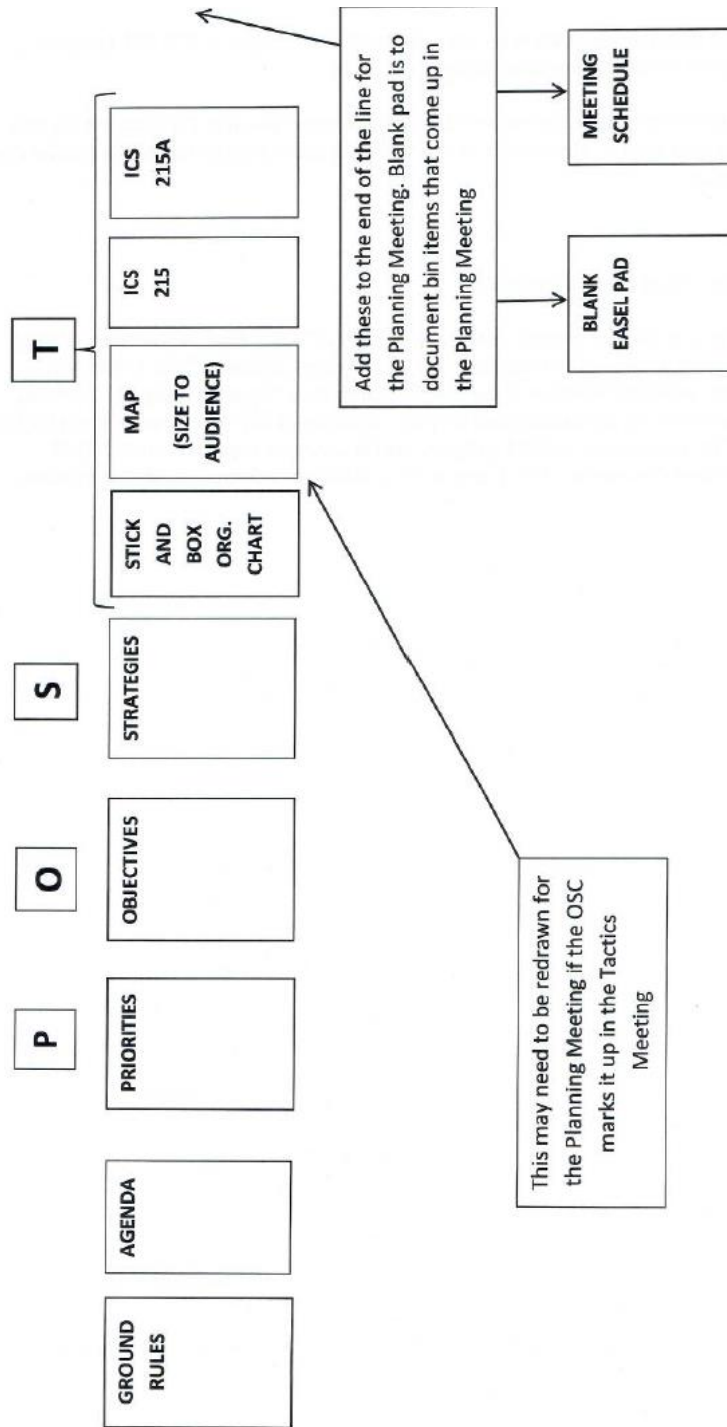 P
O
S
T
GROUND
RULES
AGENDA
PRIORITIES
OBJECTIVES
STRATEGIES
STICK
AND
BOX
ORG.
CHART
MAP
(SIZE TO
AUDIENCE)
ICS
215
ICS
215A
This may need to be redrawn for
the Planning Meeting if the OSC
marks it up in the Tactics
Meeting
Add these to the end of the line for
the Planning Meeting. Blank pad is to
document bin items that come up in
the Planning Meeting
BLANK
EASEL PAD
MEETING
SCHEDULE